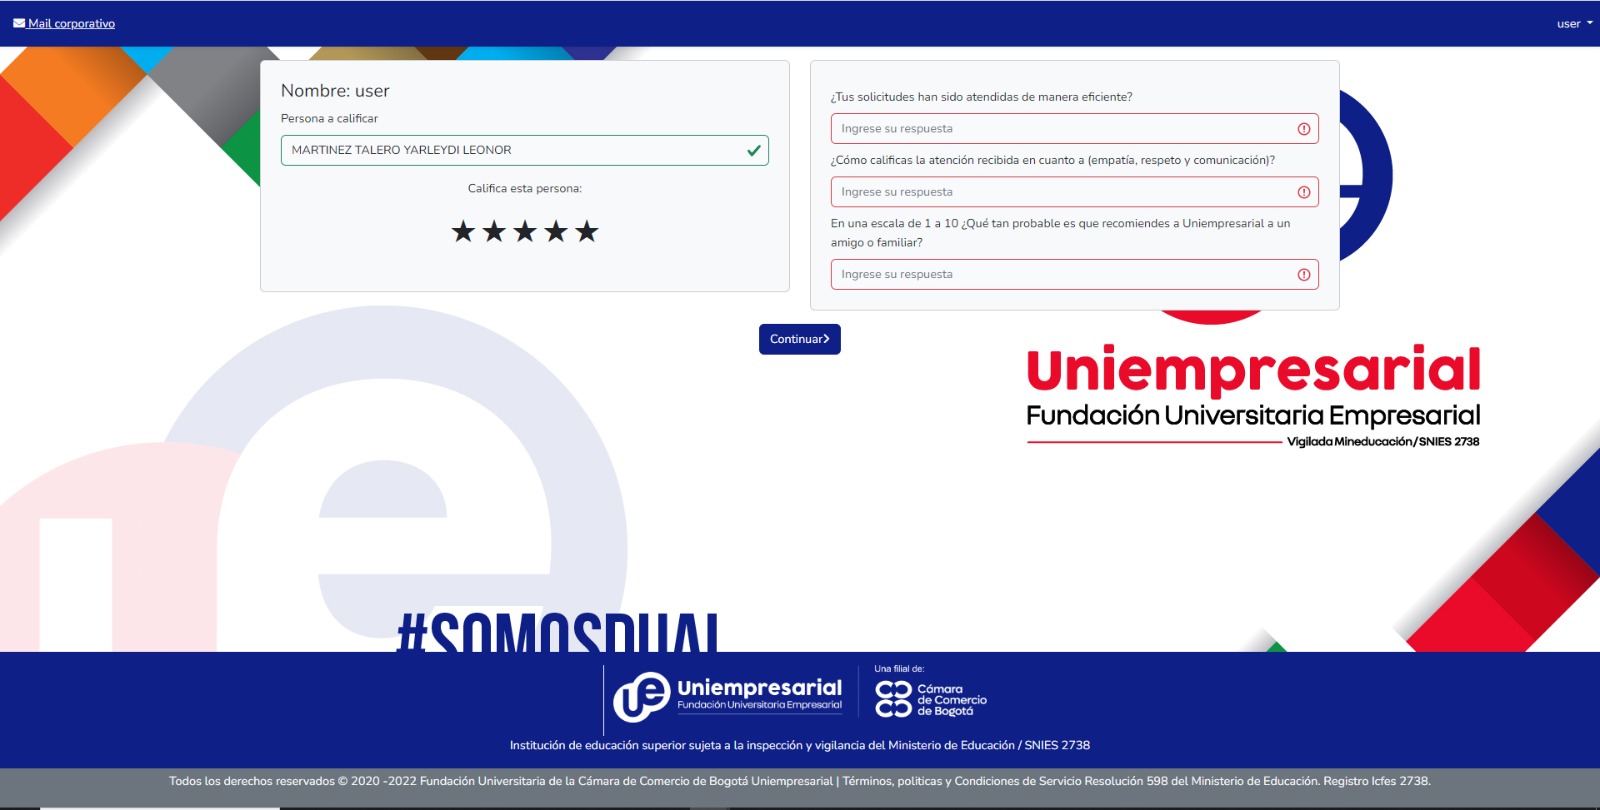 Mail corporativo
user
Nombre: user
Persona a calificar
MARTINEZ TALERO YARLEYDI LEONOR
Califica esta persona:
¿Tus solicitudes han sido atendidas de manera eficiente?
Ingrese su respuesta
¿Cómo calificas la atención recibida en cuanto a (empatía, respeto y comunicación)?
Ingrese su respuesta
En una escala de 1 a 10 ¿Qué tan probable es que recomiendes a Uniempresarial a un
amigo o familiar?
Ingrese su respuesta
Continuar
uniempresarial
Fundación Universitaria Empresarial
Vigilada Mineducación/SNIES 2738
#SOMOSDUAL
ue
Uniempresarial
Fundación Universitaria Empresarial
Una filial de:
Cámara
de Comercio
de Bogotá
Institución de educación superior sujeta a la inspección y vigilancia del Ministerio de Educación / SNIES 2738
Todos los derechos reservados © 2020 -2022 Fundación Universitaria de la Cámara de Comercio de Bogotá Uniempresarial | Términos, politicas y Condiciones de Servicio Resolución 598 del Ministerio de Educación. Registro Icfes 2738.